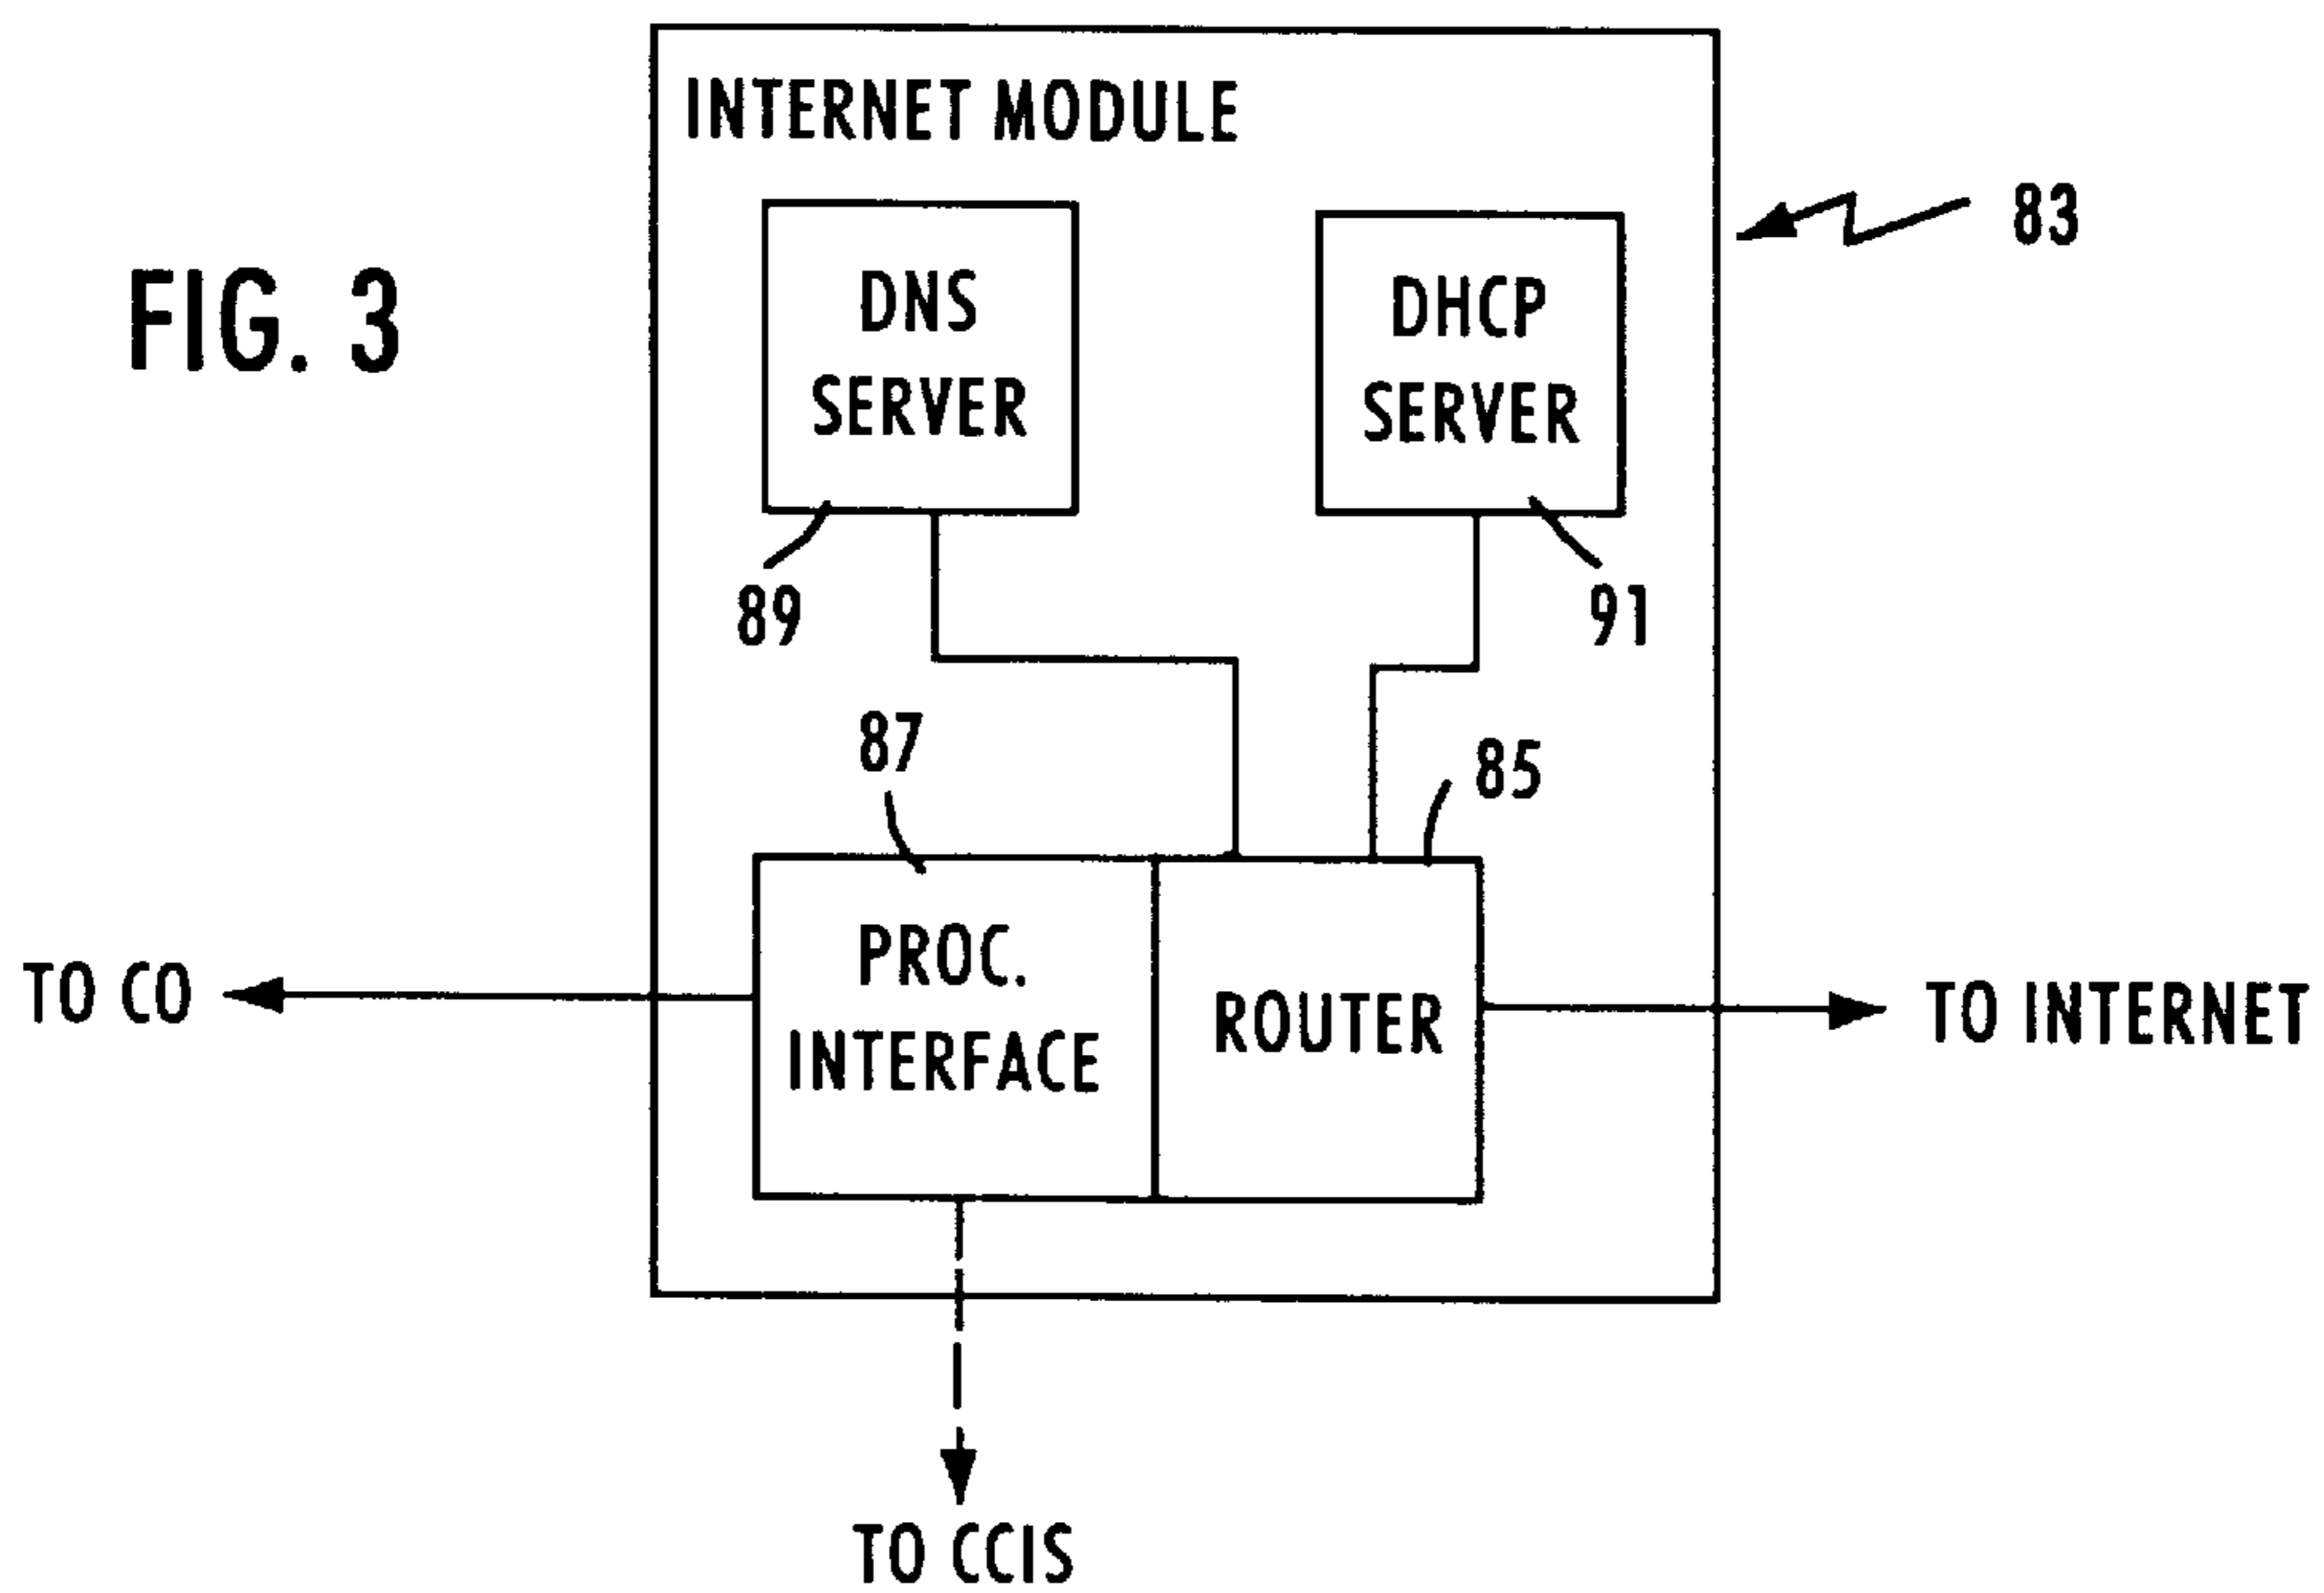 INTERNET MODULE
83
FIG. 3
DNS
SERVER
DHCP
SERVER
89
91
87
85
PROC.
INTERFACE
ROUTER
TO CO
TO INTERNET
TO CCIS